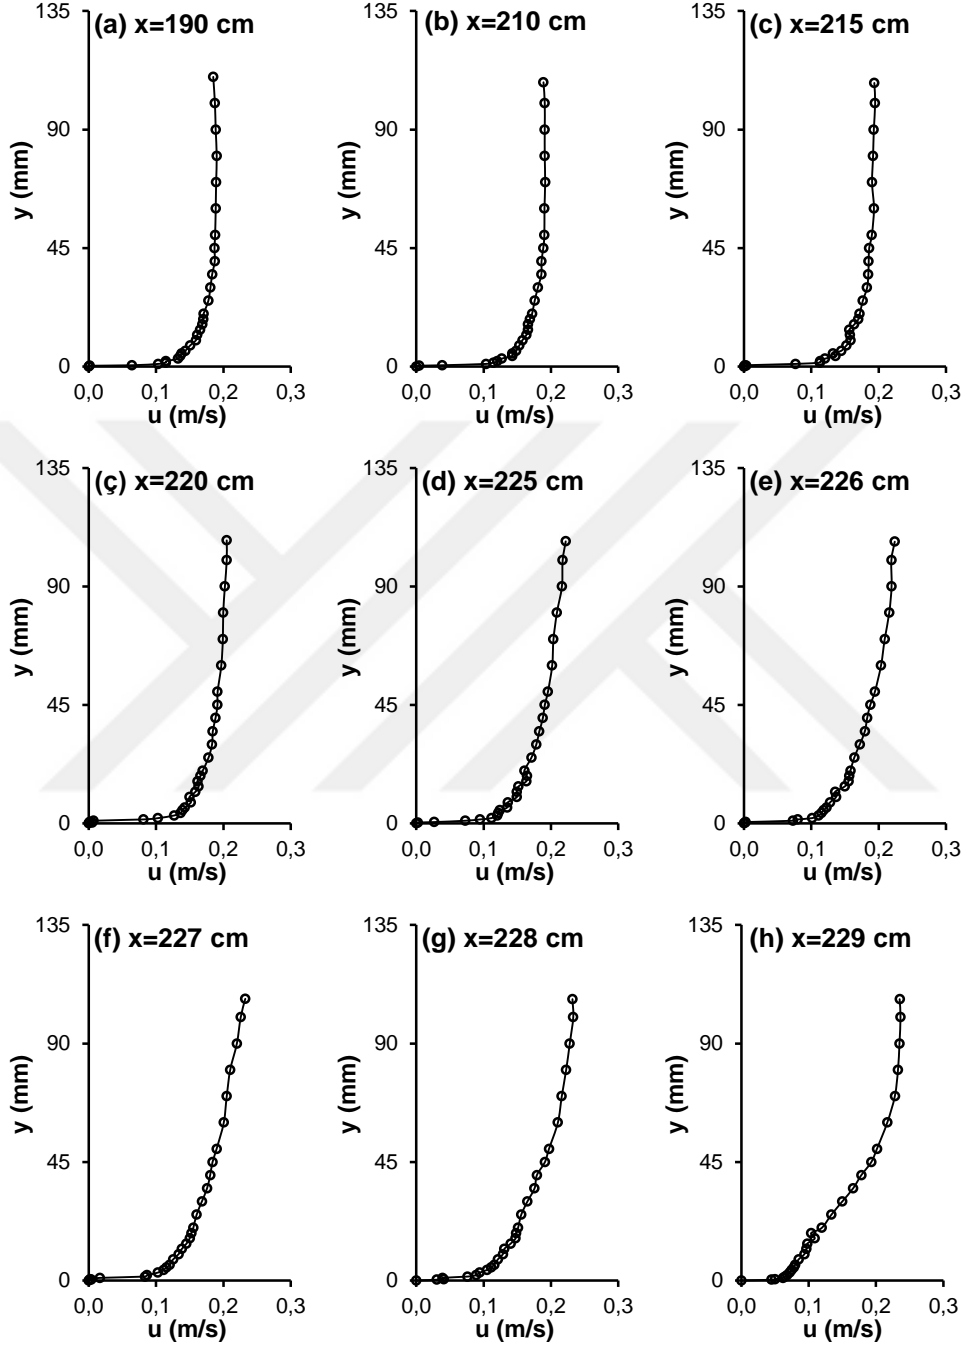 (a) x=190 cm
135
90
45
0
y (mm)
0,0 0,1 0,2 0,3
u (m/s)
(b) x=210 cm
135
90
45
0
y (mm)
0,0 0,1 0,2 0,3
u (m/s)
(c) x=215 cm
135
90
45
0
y (mm)
0,0 0,1 0,2 0,3
u (m/s)
(ç) x=220 cm
135
90
45
0
y (mm)
0,0 0,1 0,2 0,3
u (m/s)
(d) x=225 cm
135
90
45
0
y (mm)
0,0 0,1 0,2 0,3
u (m/s)
(e) x=226 cm
135
90
45
0
y (mm)
0,0 0,1 0,2 0,3
u (m/s)
(f) x=227 cm
135
90
45
0
y (mm)
0,0 0,1 0,2 0,3
u (m/s)
(g) x=228 cm
135
90
45
0
y (mm)
0,0 0,1 0,2 0,3
u (m/s)
(h) x=229 cm
135
90
45
0
y (mm)
0,0 0,1 0,2 0,3
u (m/s)